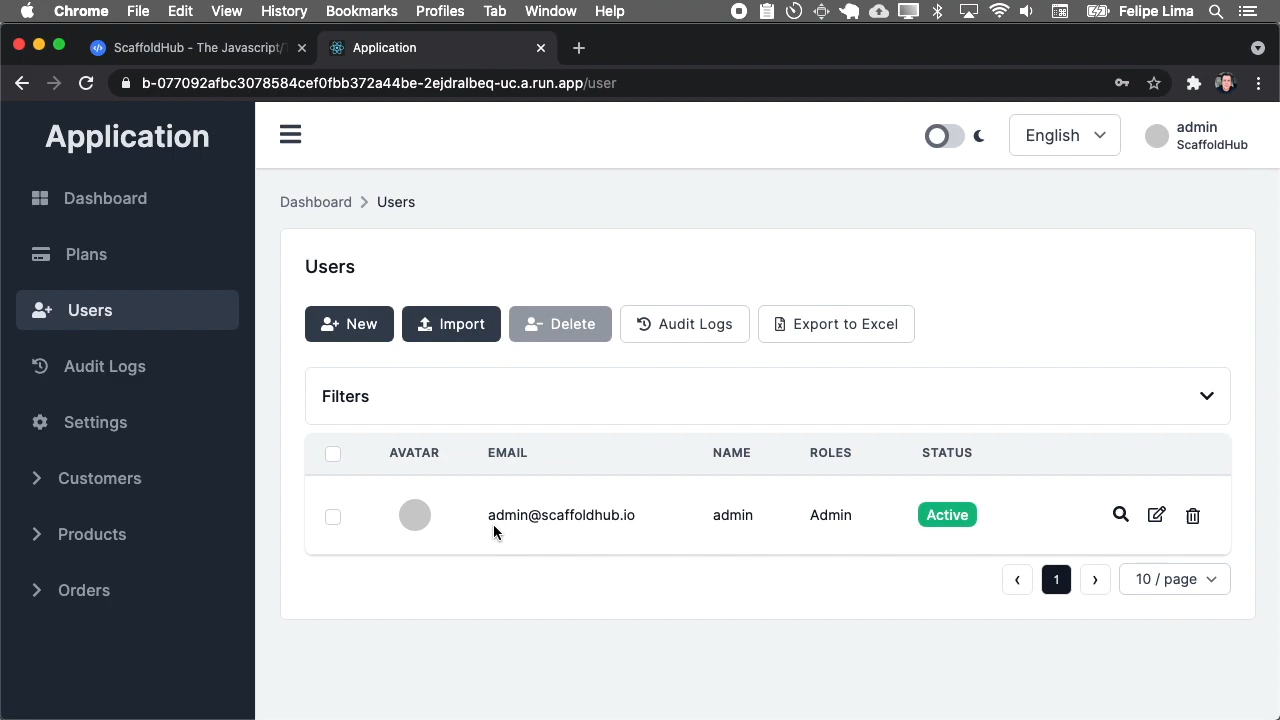 Chrome File Edit View History Bookmarks Profiles Tab Window Help Felipe Lima
ScaffoldHub - The Javascript/ Application
b-077092afbc3078584cef0fbb372a44be-2ejdralbeq-uc.a.run.app/user
Application
Dashboard
Plans
Users
Audit Logs
Settings
Customers
Products
Orders
English
admin
ScaffoldHub
Dashboard > Users
Users
New Import Delete Audit Logs Export to Excel
Filters
AVATAR EMAIL NAME ROLES STATUS
admin@scaffoldhub.io admin Admin Active
‹ 1 › 10 / page